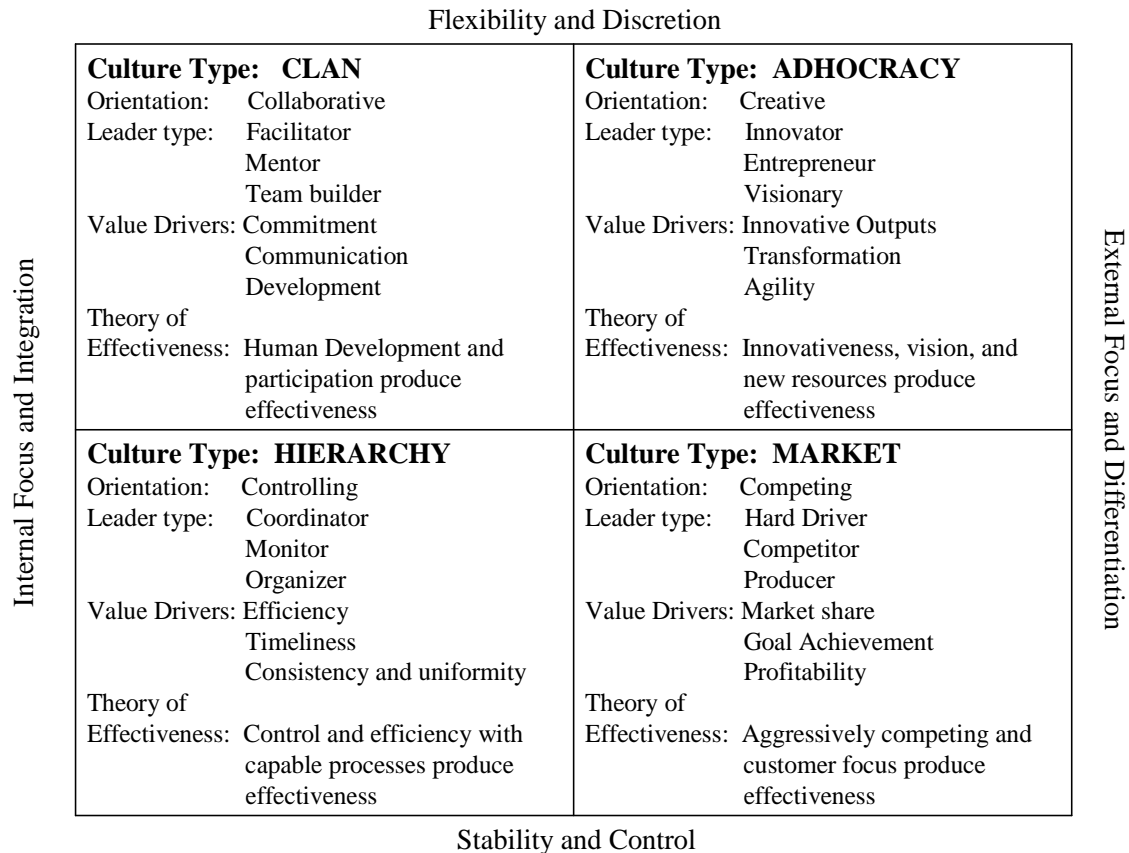 Flexibility and Discretion
Internal Focus and Integration
Culture Type: CLAN
Orientation: Collaborative
Leader type: Facilitator
Mentor
Team builder
Value Drivers: Commitment
Communication
Development
Theory of
Effectiveness: Human Development and
participation produce
effectiveness
Culture Type: ADHOCRACY
Orientation: Creative
Leader type: Innovator
Entrepreneur
Visionary
Value Drivers: Innovative Outputs
Transformation
Agility
Theory of
Effectiveness: Innovativeness, vision, and
new resources produce
effectiveness
External Focus and Differentiation
Culture Type: HIERARCHY
Orientation: Controlling
Leader type: Coordinator
Monitor
Organizer
Value Drivers: Efficiency
Timeliness
Consistency and uniformity
Theory of
Effectiveness: Control and efficiency with
capable processes produce
effectiveness
Culture Type: MARKET
Orientation: Competing
Leader type: Hard Driver
Competitor
Producer
Value Drivers: Market share
Goal Achievement
Profitability
Theory of
Effectiveness: Aggressively competing and
customer focus produce
effectiveness
Stability and Control